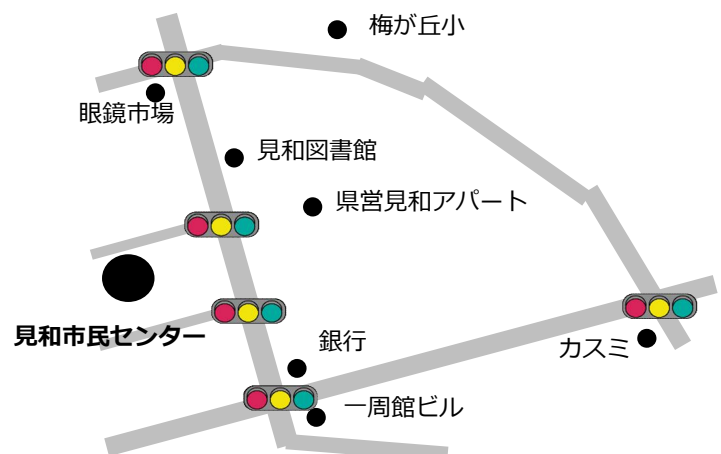 梅が丘小
眼鏡市場
見和図書館
県営見和アパート
見和市民センター
銀行
カスミ
一周館ビル